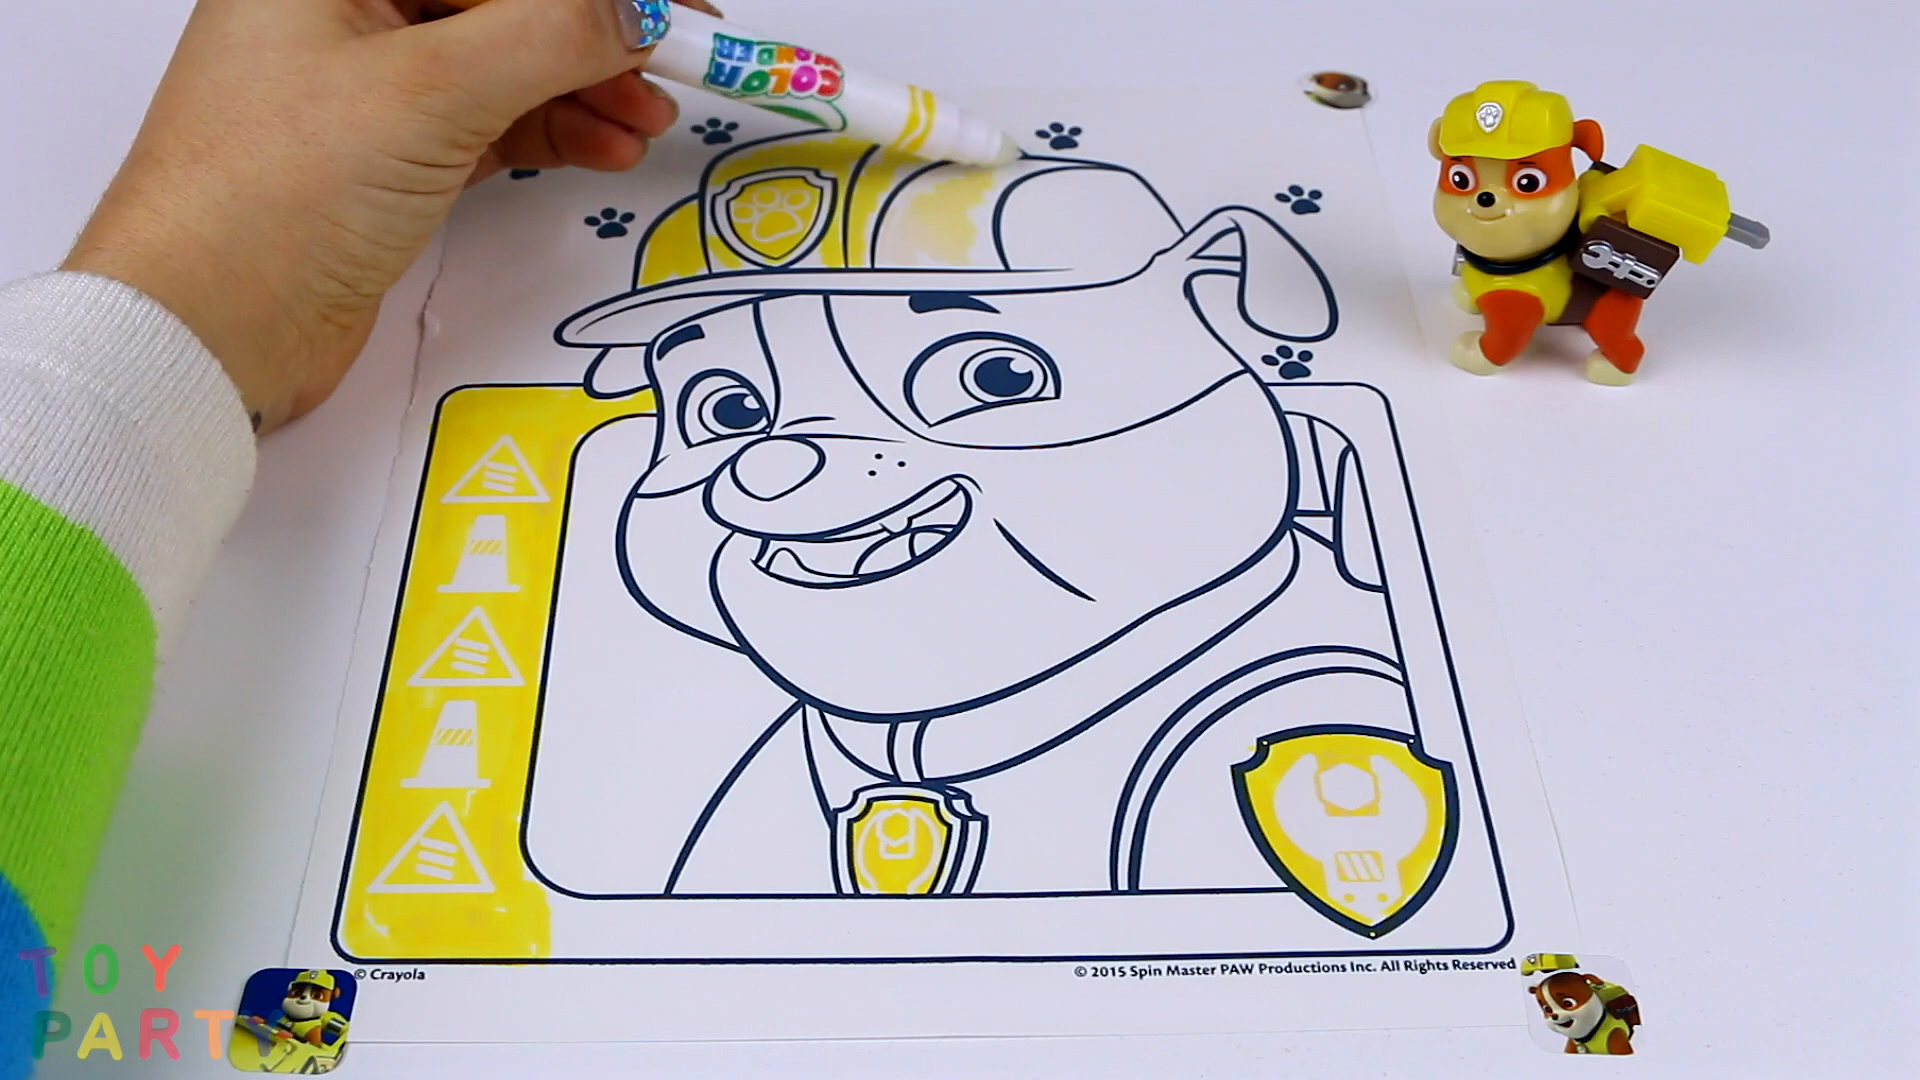 COLOR
WONDER
© Crayola
© 2015 Spin Master PAW Productions Inc. All Rights Reserved
TOY
PARTY